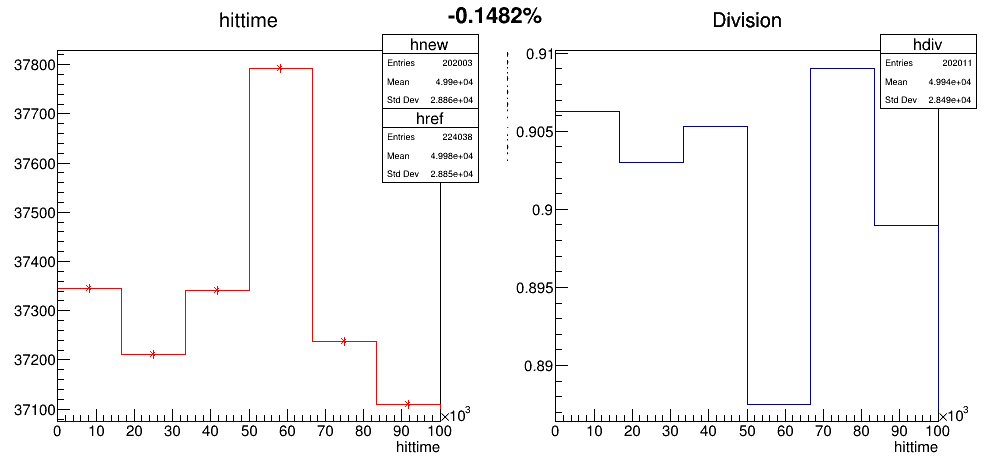 -0.1482%
hittime
hnew
Entries 202003
Mean 4.99e+04
Std Dev 2.886e+04
href
Entries 224038
Mean 4.998e+04
Std Dev 2.885e+04
37800
37700
37600
37500
37400
37300
37200
37100
0 10 20 30 40 50 60 70 80 90 100
×10³
hittime
Division
hdiv
Entries 202011
Mean 4.994e+04
Std Dev 2.849e+04
0.91
0.905
0.9
0.895
0.89
0 10 20 30 40 50 60 70 80 90 100
×10³
hittime